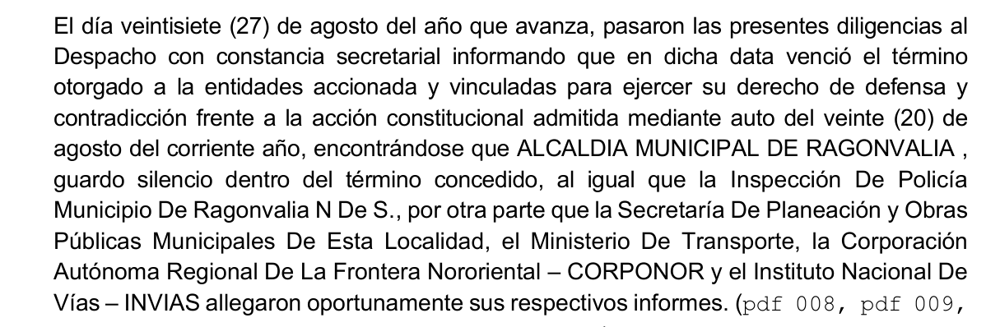 El día veintisiete (27) de agosto del año que avanza, pasaron las presentes diligencias al
Despacho con constancia secretarial informando que en dicha data venció el término
otorgado a la entidades accionada y vinculadas para ejercer su derecho de defensa y
contradicción frente a la acción constitucional admitida mediante auto del veinte (20) de
agosto del corriente año, encontrándose que ALCALDIA MUNICIPAL DE RAGONVALIA ,
guardo silencio dentro del término concedido, al igual que la Inspección De Policía
Municipio De Ragonvalia N De S., por otra parte que la Secretaría De Planeación y Obras
Públicas Municipales De Esta Localidad, el Ministerio De Transporte, la Corporación
Autónoma Regional De La Frontera Nororiental – CORPONOR y el Instituto Nacional De
Vías – INVIAS allegaron oportunamente sus respectivos informes. (pdf 008, pdf 009,